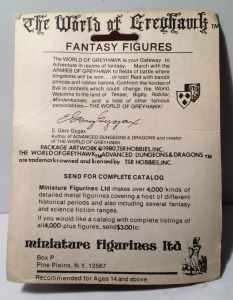 The World of Greyhawk™
FANTASY FIGURES
The WORLD OF GREYHAWK is your Gateway to
Adventure in realms of fantasy. March with the
ARMIES OF GREYHAWK to fields of battle where
kingdoms will be won... or lost! Raid with bandit
princes and robber barons. Confront the hordes of
Evil in contests which could change the World.
Welcome to the land of Tenser, Bigby, Robilar,
Mordenkainen, and a host of other famous
personalities—THE WORLD OF GREYHAWK!
E. Gary Gygax
E. Gary Gygax
Author of ADVANCED DUNGEONS & DRAGONS and creator
of THE WORLD OF GREYHAWK
PACKAGE ARTWORK ©1980, TSR HOBBIES, INC.
THE WORLD OF GREYHAWK™ ADVANCED DUNGEONS & DRAGONS™
are trademarks owned and licensed by TSR HOBBIES, INC.
SEND FOR COMPLETE CATALOG
Miniature Figurines Ltd makes over 4,000 kinds of
detailed metal figurines covering many different
historical periods and also including several fantasy
and science fiction ranges.
If you would like a catalog with complete listings of
all 4,000 plus figures, send $3.00 to:
miniature figurines ltd
Box P
Pine Plains, N.Y. 12567
Recommended for Ages 14 and above